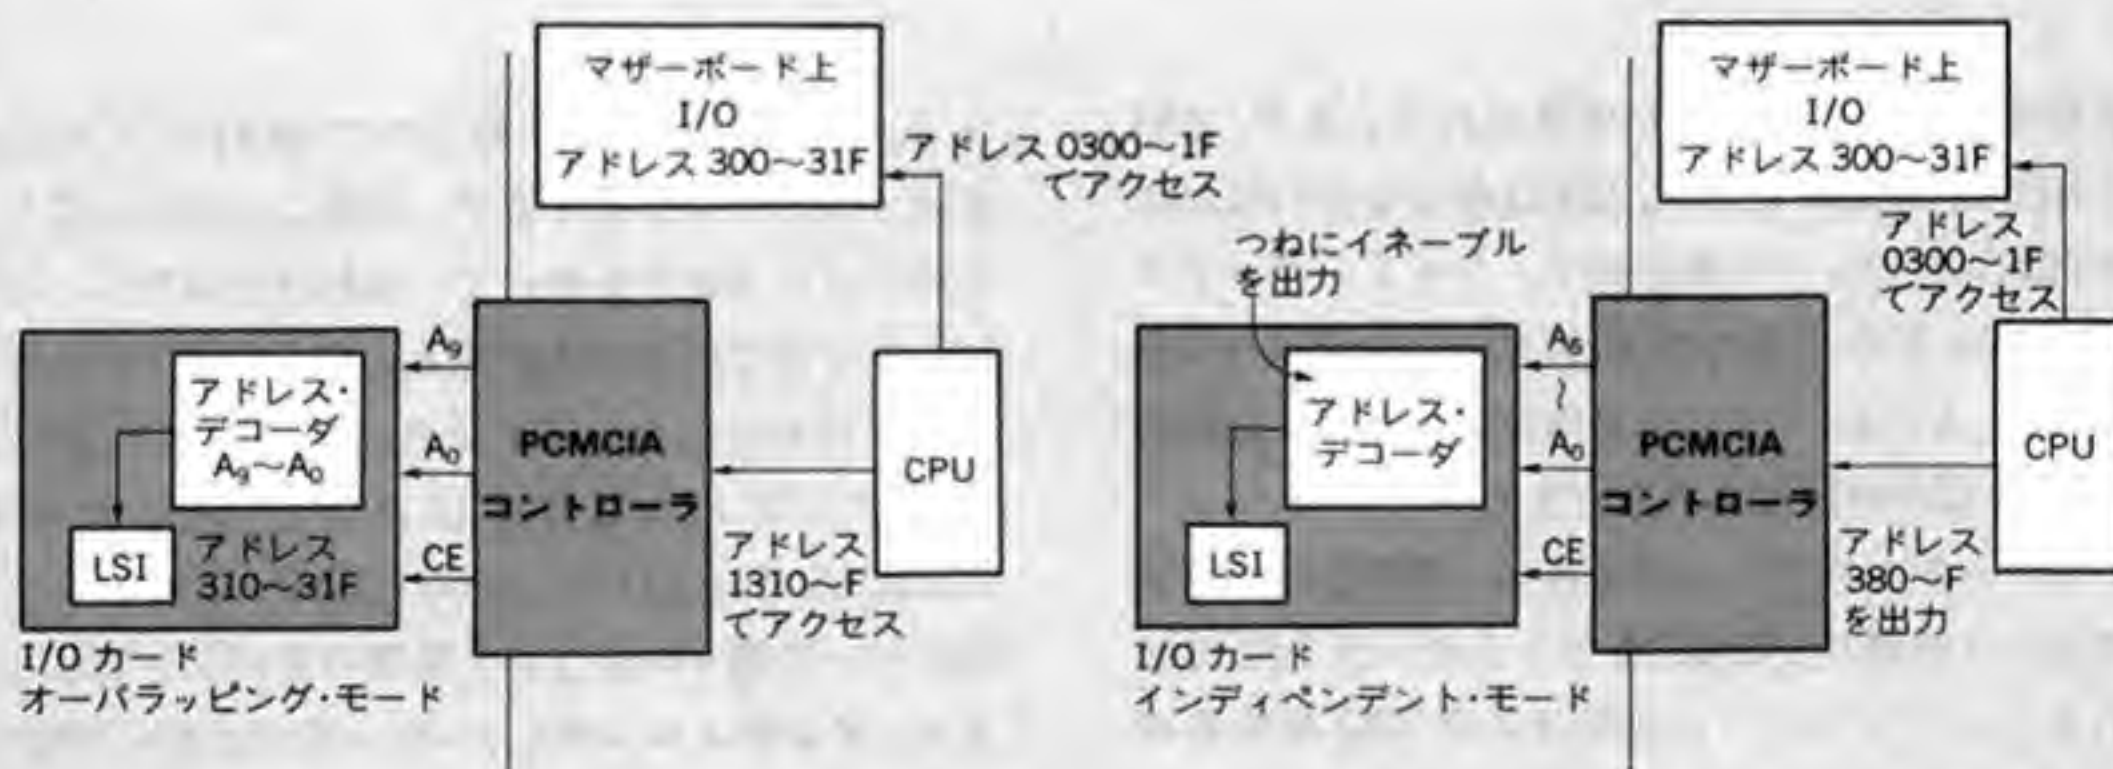 マザーボード上
I/O
アドレス 300〜31F
アドレス 0300〜1F
でアクセス
A₉
A₀
CE
アドレス・
デコーダ
A₉〜A₀
LSI
アドレス
310〜31F
PCMCIA
コントローラ
CPU
アドレス
1310〜F
でアクセス
I/O カード
オーバラッピング・モード
マザーボード上
I/O
アドレス 300〜31F
アドレス
0300〜1F
でアクセス
つねにイネーブル
を出力
アドレス・
デコーダ
LSI
A₆
〜
A₀
CE
PCMCIA
コントローラ
CPU
アドレス
380〜F
を出力
I/O カード
インディペンデント・モード